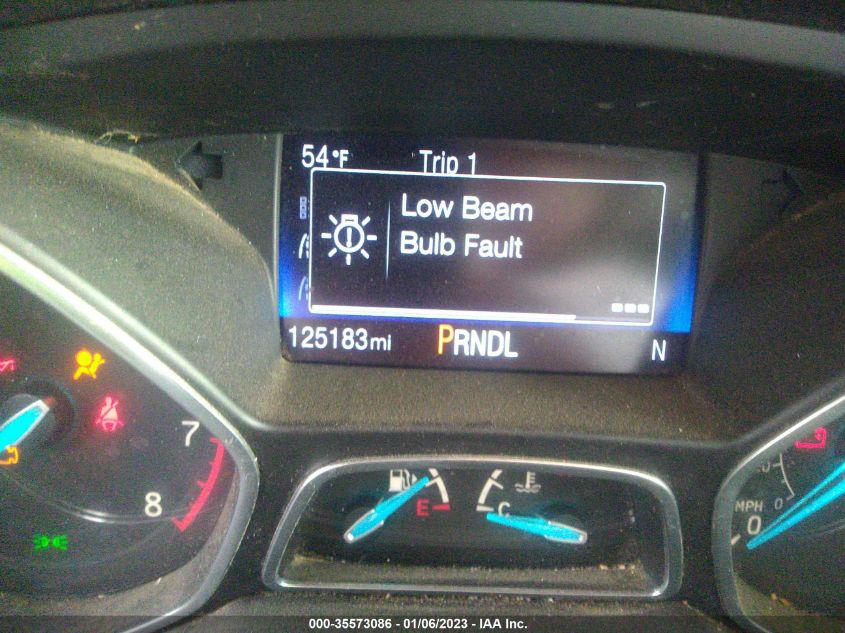 54°F Trip 1
Low Beam
Bulb Fault
125183mi PRNDL N
7
8
E C
MPH 0
0
000-35573086 - 01/06/2023 - IAA Inc.